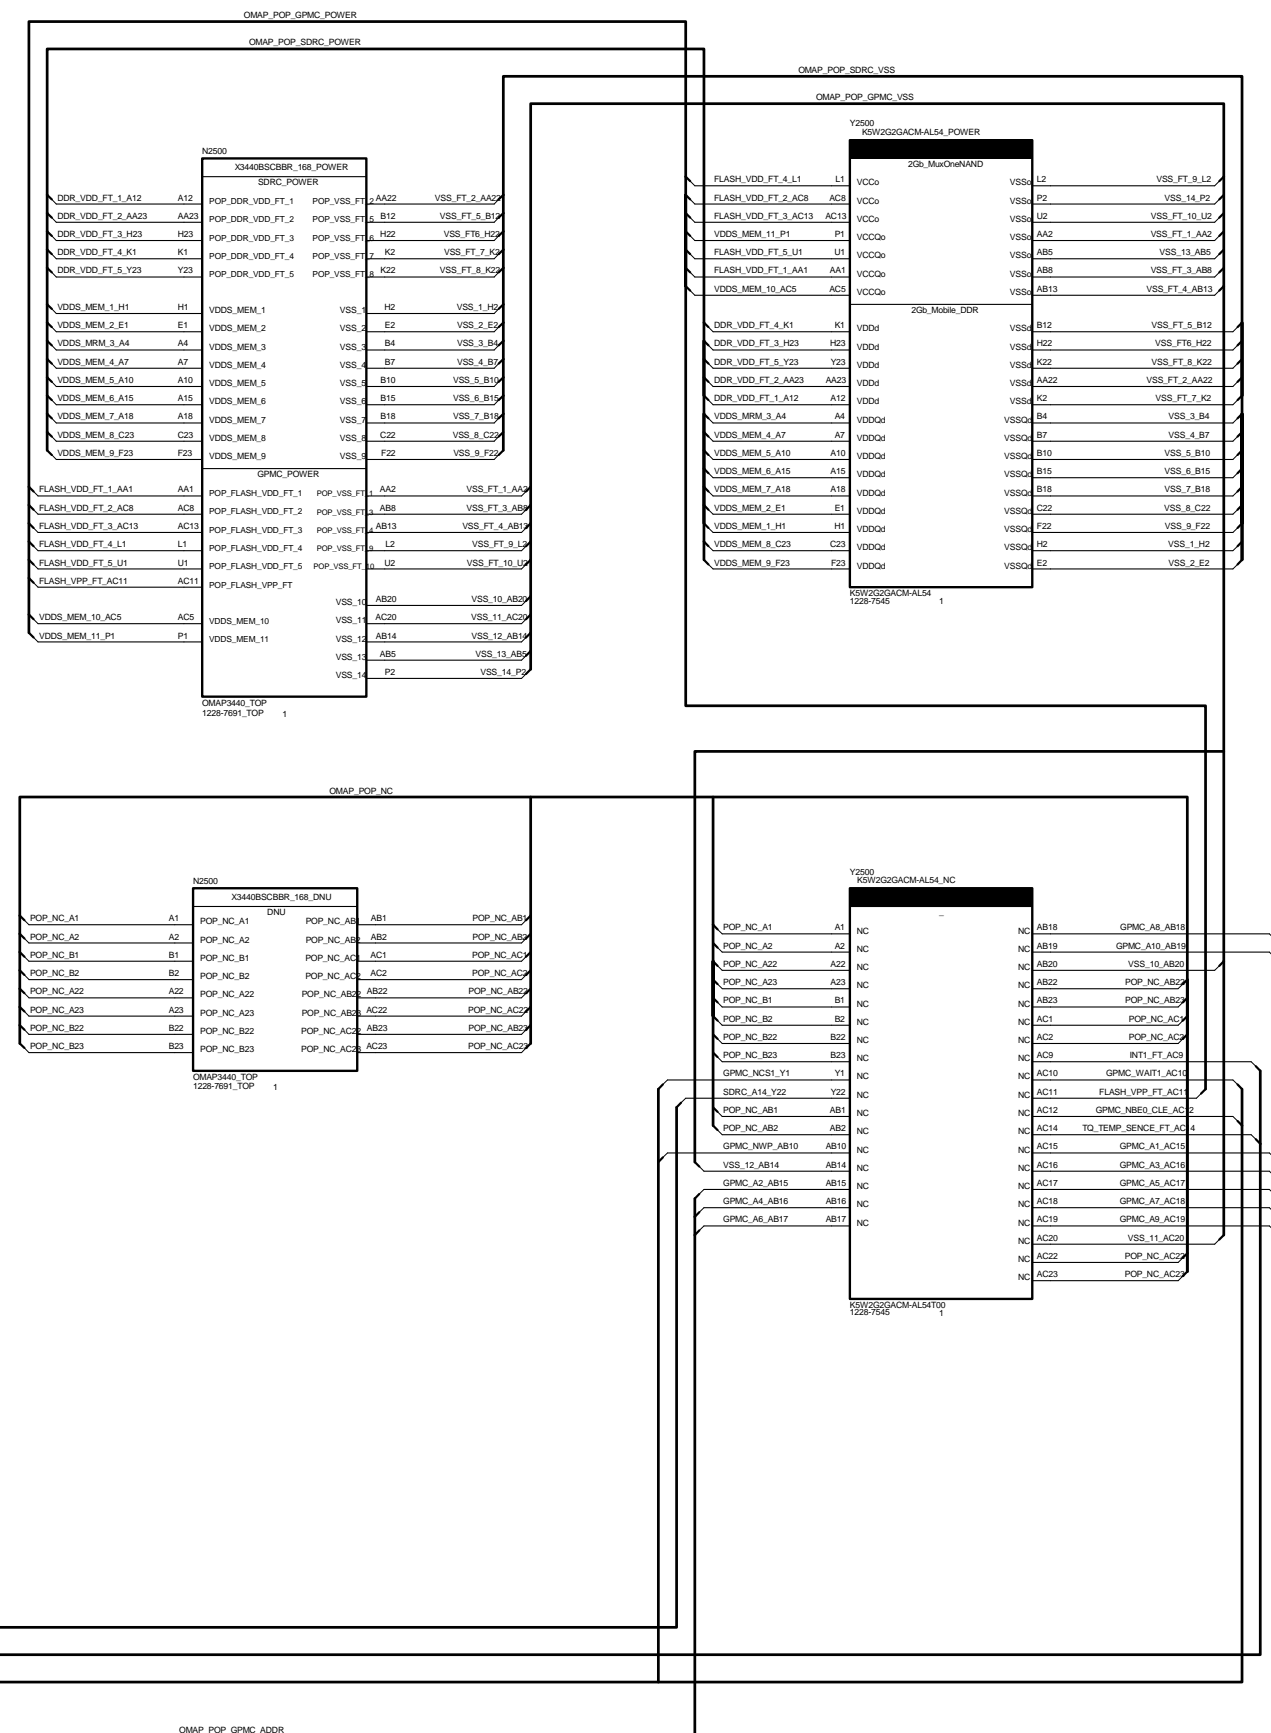 OMAP_POP_GPMC_POWER
OMAP_POP_SDRC_POWER
OMAP_POP_SDRC_VSS
OMAP_POP_GPMC_VSS
N2500
X3440BSCBBR_168_POWER
SDRC_POWER
DDR_VDD_FT_1_A12 A12 POP_DDR_VDD_FT_1 POP_VSS_FT_2 AA22 VSS_FT_2_AA22
DDR_VDD_FT_2_AA23 AA23 POP_DDR_VDD_FT_2 POP_VSS_FT_5 B12 VSS_FT_5_B12
DDR_VDD_FT_3_H23 H23 POP_DDR_VDD_FT_3 POP_VSS_FT_6 H22 VSS_FT6_H22
DDR_VDD_FT_4_K1 K1 POP_DDR_VDD_FT_4 POP_VSS_FT_7 K2 VSS_FT_7_K2
DDR_VDD_FT_5_Y23 Y23 POP_DDR_VDD_FT_5 POP_VSS_FT_8 K22 VSS_FT_8_K22
VDDS_MEM_1_H1 H1 VDDS_MEM_1 VSS_1 H2 VSS_1_H2
VDDS_MEM_2_E1 E1 VDDS_MEM_2 VSS_2 E2 VSS_2_E2
VDDS_MRM_3_A4 A4 VDDS_MEM_3 VSS_3 B4 VSS_3_B4
VDDS_MEM_4_A7 A7 VDDS_MEM_4 VSS_4 B7 VSS_4_B7
VDDS_MEM_5_A10 A10 VDDS_MEM_5 VSS_5 B10 VSS_5_B10
VDDS_MEM_6_A15 A15 VDDS_MEM_6 VSS_6 B15 VSS_6_B15
VDDS_MEM_7_A18 A18 VDDS_MEM_7 VSS_7 B18 VSS_7_B18
VDDS_MEM_8_C23 C23 VDDS_MEM_8 VSS_8 C22 VSS_8_C22
VDDS_MEM_9_F23 F23 VDDS_MEM_9 VSS_9 F22 VSS_9_F22
GPMC_POWER
FLASH_VDD_FT_1_AA1 AA1 POP_FLASH_VDD_FT_1 POP_VSS_FT_1 AA2 VSS_FT_1_AA2
FLASH_VDD_FT_2_AC8 AC8 POP_FLASH_VDD_FT_2 POP_VSS_FT_3 AB8 VSS_FT_3_AB8
FLASH_VDD_FT_3_AC13 AC13 POP_FLASH_VDD_FT_3 POP_VSS_FT_4 AB13 VSS_FT_4_AB13
FLASH_VDD_FT_4_L1 L1 POP_FLASH_VDD_FT_4 POP_VSS_FT_9 L2 VSS_FT_9_L2
FLASH_VDD_FT_5_U1 U1 POP_FLASH_VDD_FT_5 POP_VSS_FT_10 U2 VSS_FT_10_U2
FLASH_VPP_FT_AC11 AC11 POP_FLASH_VPP_FT
VSS_10 AB20 VSS_10_AB20
VDDS_MEM_10_AC5 AC5 VDDS_MEM_10 VSS_11 AC20 VSS_11_AC20
VDDS_MEM_11_P1 P1 VDDS_MEM_11 VSS_12 AB14 VSS_12_AB14
VSS_13 AB5 VSS_13_AB5
VSS_14 P2 VSS_14_P2
OMAP3440_TOP
1228-7691_TOP 1
Y2500
K5W2G2GACM-AL54_POWER
2Gb_MuxOneNAND
FLASH_VDD_FT_4_L1 L1 VCCo VSSo L2 VSS_FT_9_L2
FLASH_VDD_FT_2_AC8 AC8 VCCo VSSo P2 VSS_14_P2
FLASH_VDD_FT_3_AC13 AC13 VCCo VSSo U2 VSS_FT_10_U2
VDDS_MEM_11_P1 P1 VCCQo VSSo AA2 VSS_FT_1_AA2
FLASH_VDD_FT_5_U1 U1 VCCQo VSSo AB5 VSS_13_AB5
FLASH_VDD_FT_1_AA1 AA1 VCCQo VSSo AB8 VSS_FT_3_AB8
VDDS_MEM_10_AC5 AC5 VCCQo VSSo AB13 VSS_FT_4_AB13
2Gb_Mobile_DDR
DDR_VDD_FT_4_K1 K1 VDDd VSSd B12 VSS_FT_5_B12
DDR_VDD_FT_3_H23 H23 VDDd VSSd H22 VSS_FT6_H22
DDR_VDD_FT_5_Y23 Y23 VDDd VSSd K22 VSS_FT_8_K22
DDR_VDD_FT_2_AA23 AA23 VDDd VSSd AA22 VSS_FT_2_AA22
DDR_VDD_FT_1_A12 A12 VDDd VSSd K2 VSS_FT_7_K2
VDDS_MRM_3_A4 A4 VDDQd VSSQd B4 VSS_3_B4
VDDS_MEM_4_A7 A7 VDDQd VSSQd B7 VSS_4_B7
VDDS_MEM_5_A10 A10 VDDQd VSSQd B10 VSS_5_B10
VDDS_MEM_6_A15 A15 VDDQd VSSQd B15 VSS_6_B15
VDDS_MEM_7_A18 A18 VDDQd VSSQd B18 VSS_7_B18
VDDS_MEM_2_E1 E1 VDDQd VSSQd C22 VSS_8_C22
VDDS_MEM_1_H1 H1 VDDQd VSSQd F22 VSS_9_F22
VDDS_MEM_8_C23 C23 VDDQd VSSQd H2 VSS_1_H2
VDDS_MEM_9_F23 F23 VDDQd VSSQd E2 VSS_2_E2
K5W2G2GACM-AL54
1228-7545 1
OMAP_POP_NC
N2500
X3440BSCBBR_168_DNU
DNU
POP_NC_A1 A1 POP_NC_A1 POP_NC_AB1 AB1 POP_NC_AB1
POP_NC_A2 A2 POP_NC_A2 POP_NC_AB2 AB2 POP_NC_AB2
POP_NC_B1 B1 POP_NC_B1 POP_NC_AC1 AC1 POP_NC_AC1
POP_NC_B2 B2 POP_NC_B2 POP_NC_AC2 AC2 POP_NC_AC2
POP_NC_A22 A22 POP_NC_A22 POP_NC_AB22 AB22 POP_NC_AB22
POP_NC_A23 A23 POP_NC_A23 POP_NC_AB23 AC22 POP_NC_AC22
POP_NC_B22 B22 POP_NC_B22 POP_NC_AC22 AB23 POP_NC_AB23
POP_NC_B23 B23 POP_NC_B23 POP_NC_AC23 AC23 POP_NC_AC23
OMAP3440_TOP
1228-7691_TOP 1
Y2500
K5W2G2GACM-AL54_NC
POP_NC_A1 A1 NC NC AB18 GPMC_A8_AB18
POP_NC_A2 A2 NC NC AB19 GPMC_A10_AB19
POP_NC_A22 A22 NC NC AB20 VSS_10_AB20
POP_NC_A23 A23 NC NC AB22 POP_NC_AB22
POP_NC_B1 B1 NC NC AB23 POP_NC_AB23
POP_NC_B2 B2 NC NC AC1 POP_NC_AC1
POP_NC_B22 B22 NC NC AC2 POP_NC_AC2
POP_NC_B23 B23 NC NC AC9 INT1_FT_AC9
GPMC_NCS1_Y1 Y1 NC NC AC10 GPMC_WAIT1_AC10
SDRC_A14_Y22 Y22 NC NC AC11 FLASH_VPP_FT_AC11
POP_NC_AB1 AB1 NC NC AC12 GPMC_NBE0_CLE_AC12
POP_NC_AB2 AB2 NC NC AC14 TQ_TEMP_SENCE_FT_AC14
GPMC_NWP_AB10 AB10 NC NC AC15 GPMC_A1_AC15
VSS_12_AB14 AB14 NC NC AC16 GPMC_A3_AC16
GPMC_A2_AB15 AB15 NC NC AC17 GPMC_A5_AC17
GPMC_A4_AB16 AB16 NC NC AC18 GPMC_A7_AC18
GPMC_A6_AB17 AB17 NC NC AC19 GPMC_A9_AC19
NC AC20 VSS_11_AC20
NC AC22 POP_NC_AC22
NC AC23 POP_NC_AC23
K5W2G2GACM-AL54T00
1228-7545 1
OMAP_POP_GPMC_ADDR